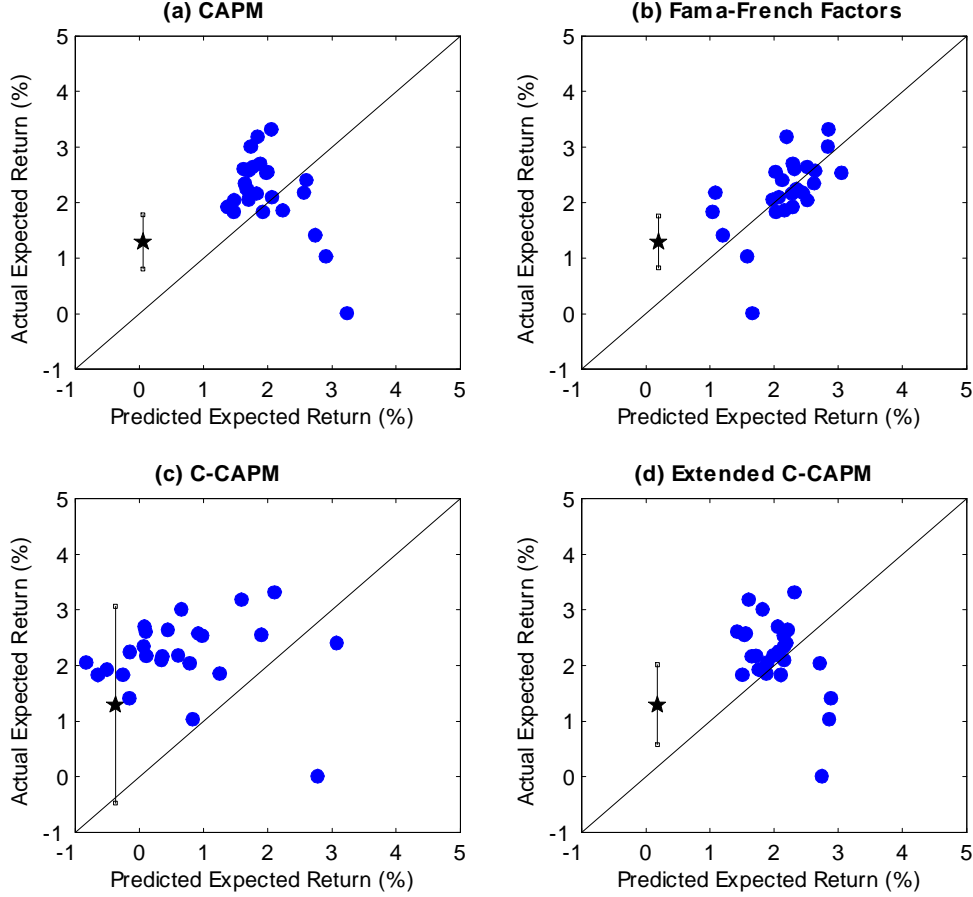 (a) CAPM
5
4
3
2
1
0
-1
Actual Expected Return (%)
-1 0 1 2 3 4 5
Predicted Expected Return (%)
(b) Fama-French Factors
5
4
3
2
1
0
-1
Actual Expected Return (%)
-1 0 1 2 3 4 5
Predicted Expected Return (%)
(c) C-CAPM
5
4
3
2
1
0
-1
Actual Expected Return (%)
-1 0 1 2 3 4 5
Predicted Expected Return (%)
(d) Extended C-CAPM
5
4
3
2
1
0
-1
Actual Expected Return (%)
-1 0 1 2 3 4 5
Predicted Expected Return (%)